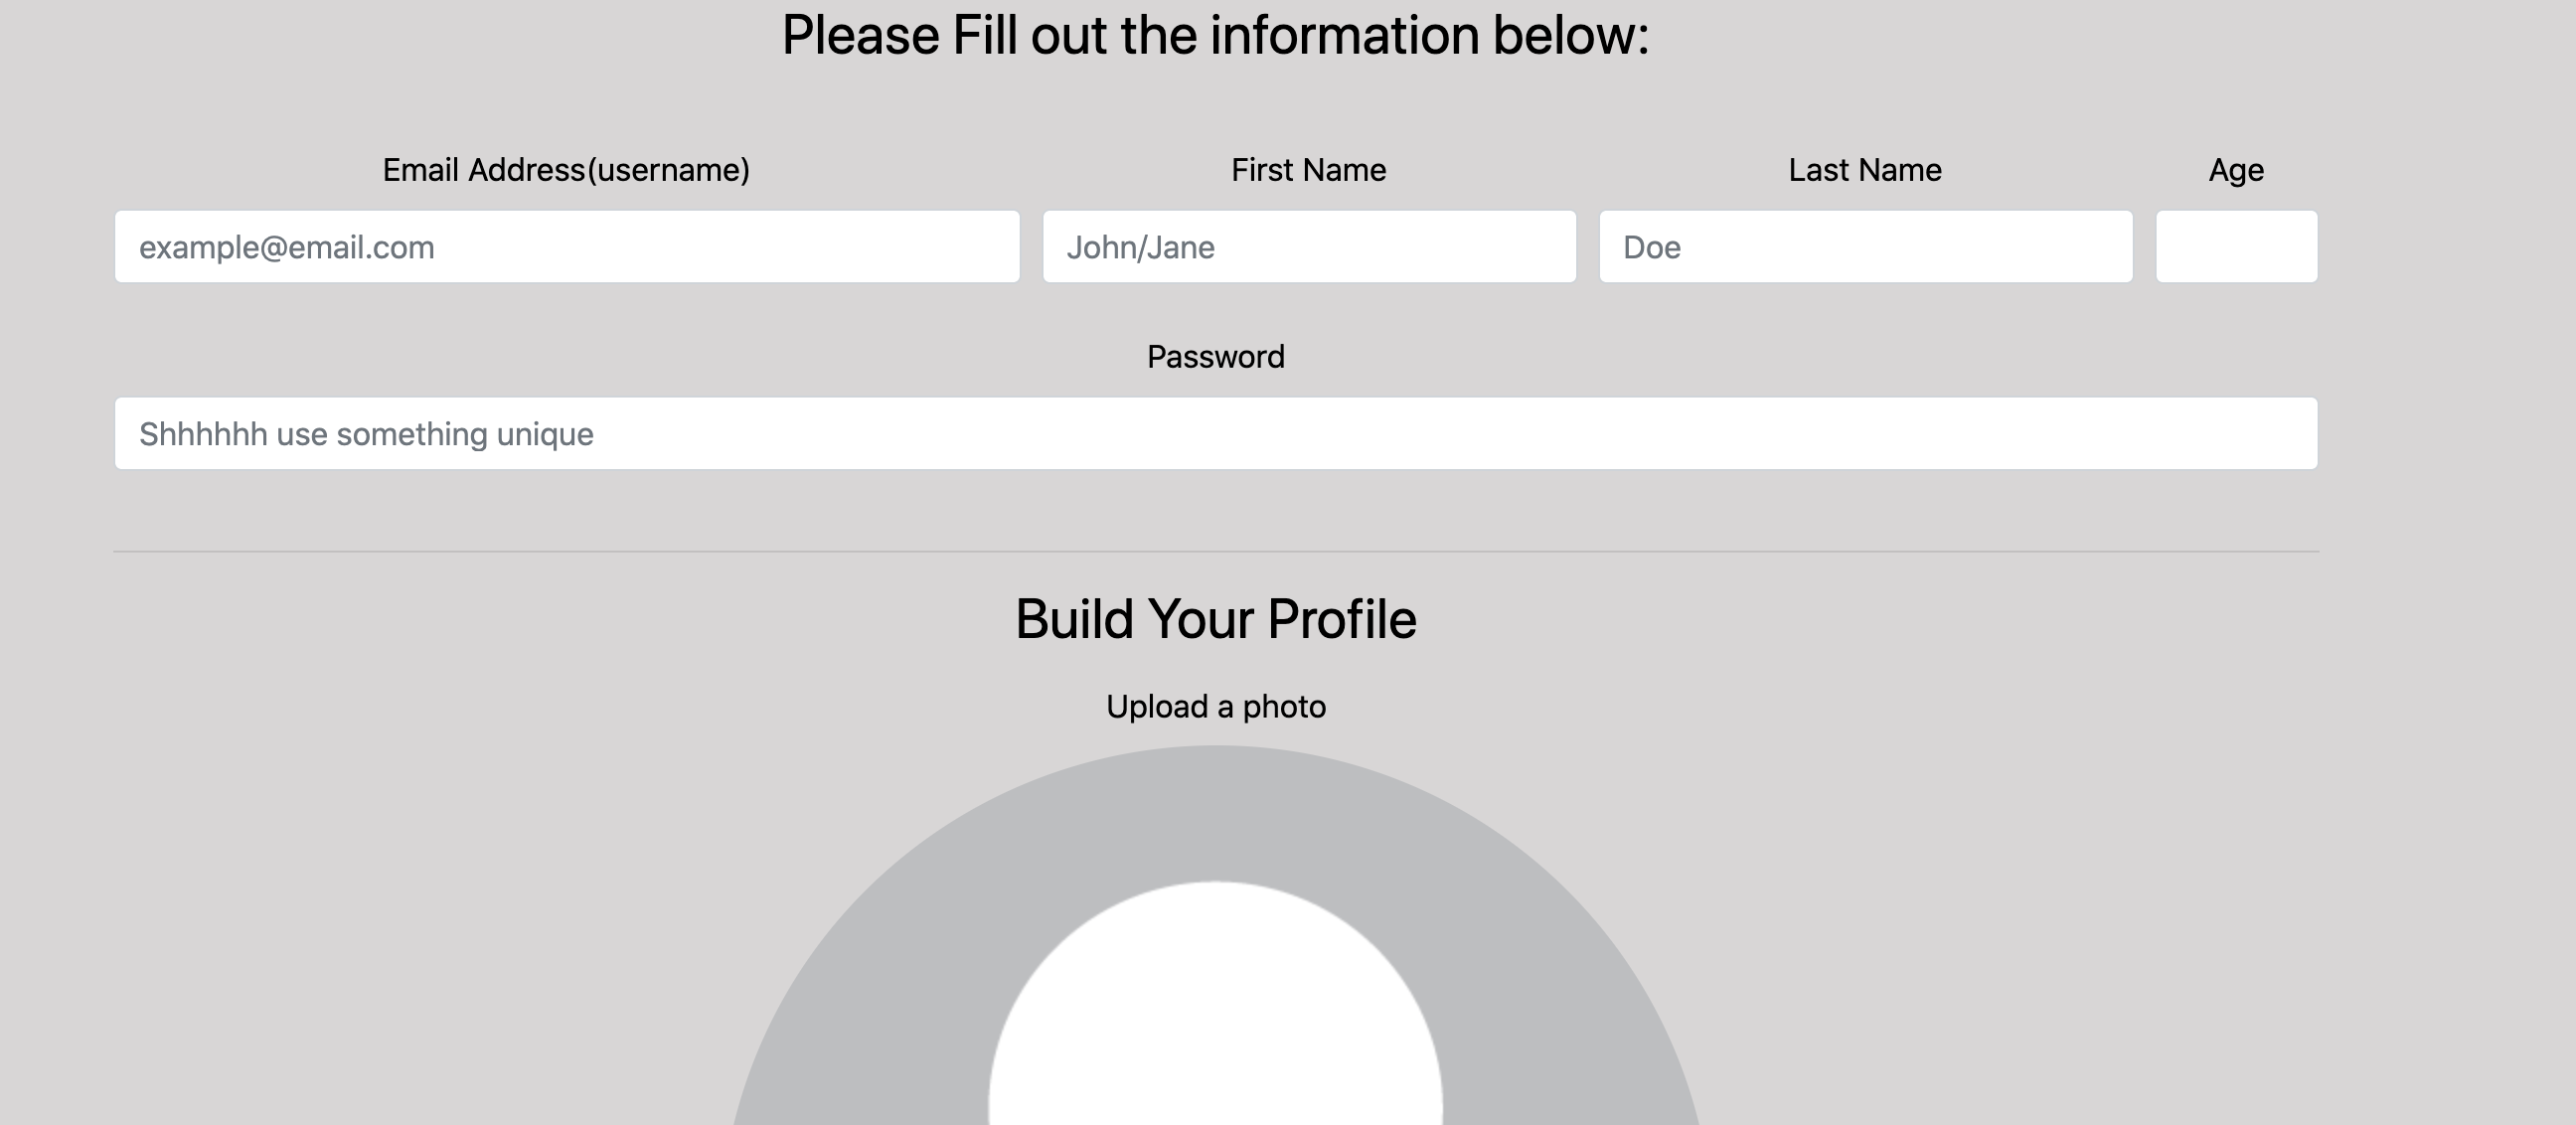 Please Fill out the information below:
Email Address(username) First Name Last Name Age
example@email.com John/Jane Doe
Password
Shhhhhh use something unique
Build Your Profile
Upload a photo